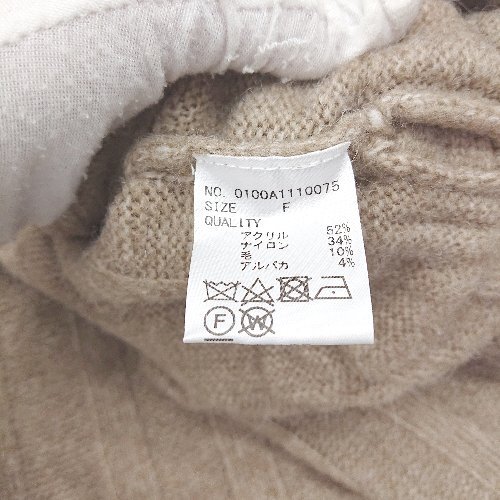 NO. 0100A1110075
SIZE F
QUALITY
アクリル 52%
ナイロン 34%
毛 10%
アルパカ 4%
F W